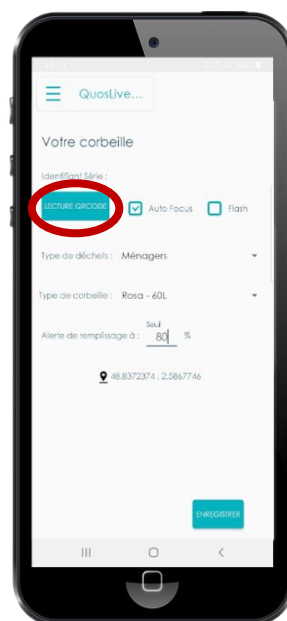 QuosLive...
Votre corbeille
Identifiant Série :
LECTURE QRCODE Auto Focus Flash
Type de déchets : Ménagers
Type de corbeille : Rosa - 60L
Seuil
Alerte de remplissage à : 80 %
48.8372374 , 2.5867746
ENREGISTRER